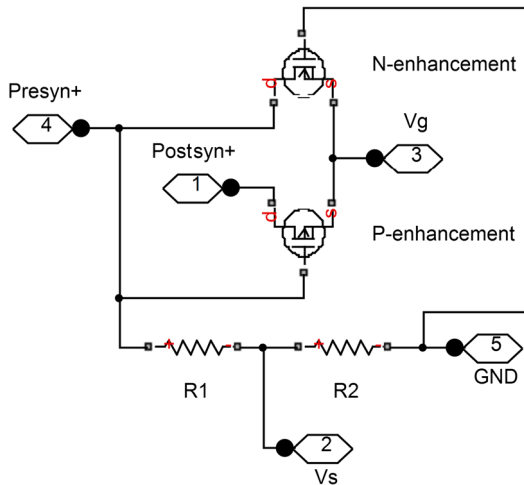 N-enhancement
d
s
Presyn+
4
Vg
3
Postsyn+
1
d
s
P-enhancement
R1
R2
5
GND
2
Vs